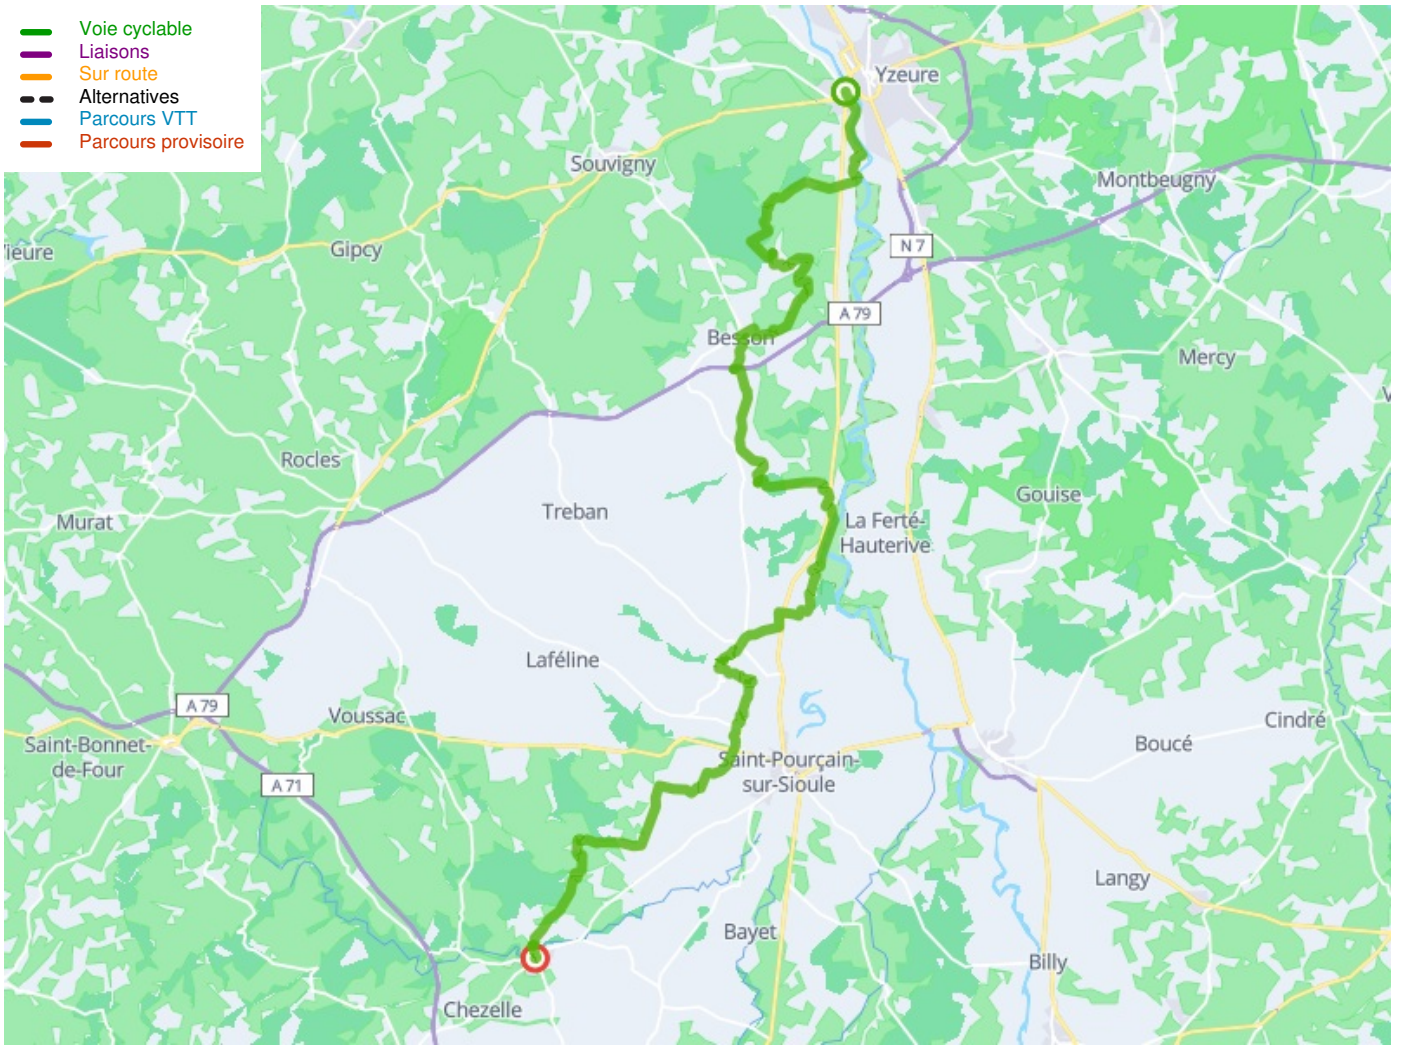 Voie cyclable
Liaisons
Sur route
Alternatives
Parcours VTT
Parcours provisoire
Yzeure
Souvigny
Montbeugny
Gipcy
N 7
ieure
A 79
Besson
Mercy
Rocles
Gouise
Treban
Murat
La Ferté-
Hauterive
Laféline
A 79
Voussac
Cindré
Saint-Bonnet-
de-Four
Boucé
Saint-Pourçain-
sur-Sioule
A 71
Langy
Bayet
Billy
Chezelle